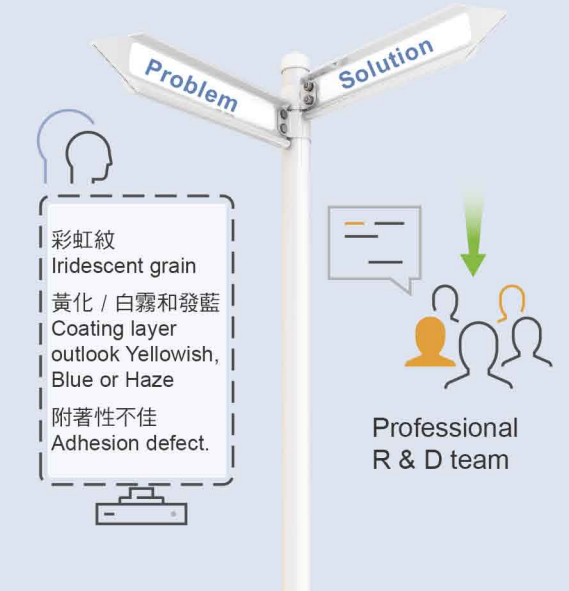 Problem
Solution
彩虹紋
Iridescent grain
黃化 / 白霧和發藍
Coating layer
outlook Yellowish,
Blue or Haze
附著性不佳
Adhesion defect.
Professional
R & D team